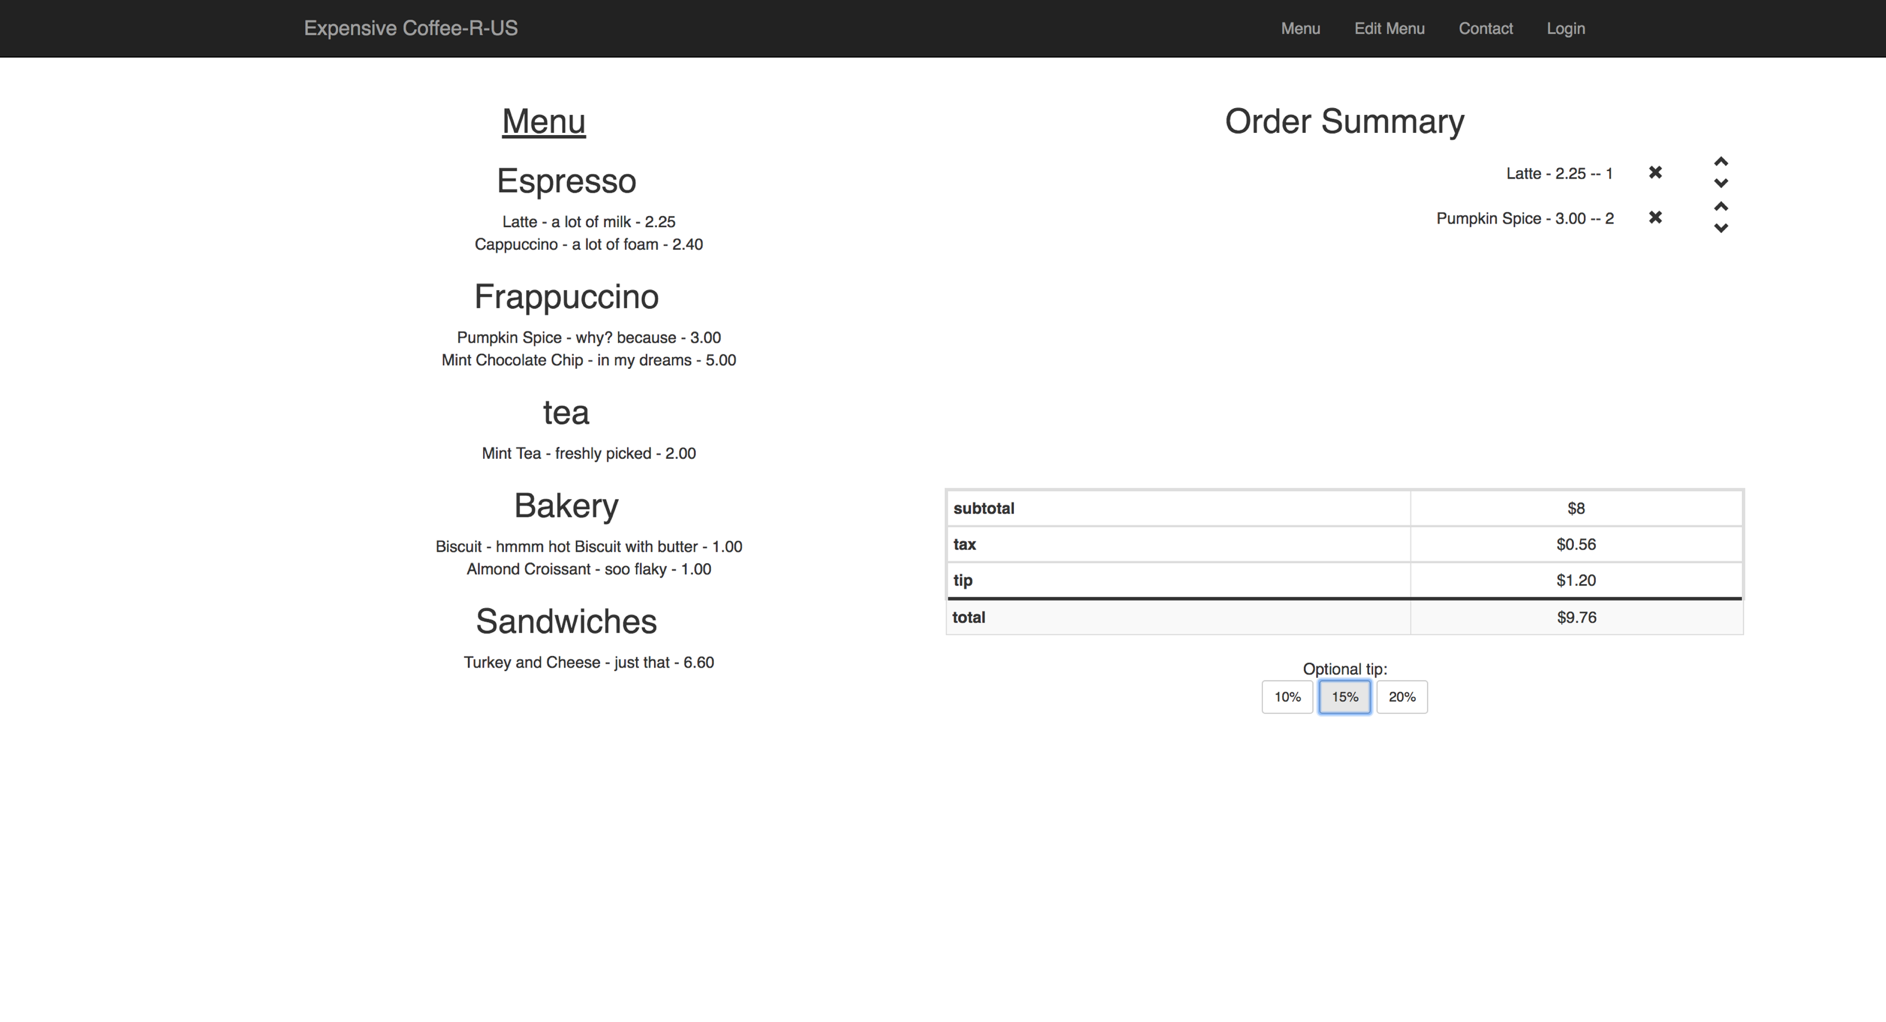 Expensive Coffee-R-US
Menu Edit Menu Contact Login
Menu
Espresso
Latte - a lot of milk - 2.25
Cappuccino - a lot of foam - 2.40
Frappuccino
Pumpkin Spice - why? because - 3.00
Mint Chocolate Chip - in my dreams - 5.00
tea
Mint Tea - freshly picked - 2.00
Bakery
Biscuit - hmmm hot Biscuit with butter - 1.00
Almond Croissant - soo flaky - 1.00
Sandwiches
Turkey and Cheese - just that - 6.60
Order Summary
Latte - 2.25 -- 1
Pumpkin Spice - 3.00 -- 2
subtotal $8
tax $0.56
tip $1.20
total $9.76
Optional tip:
10% 15% 20%